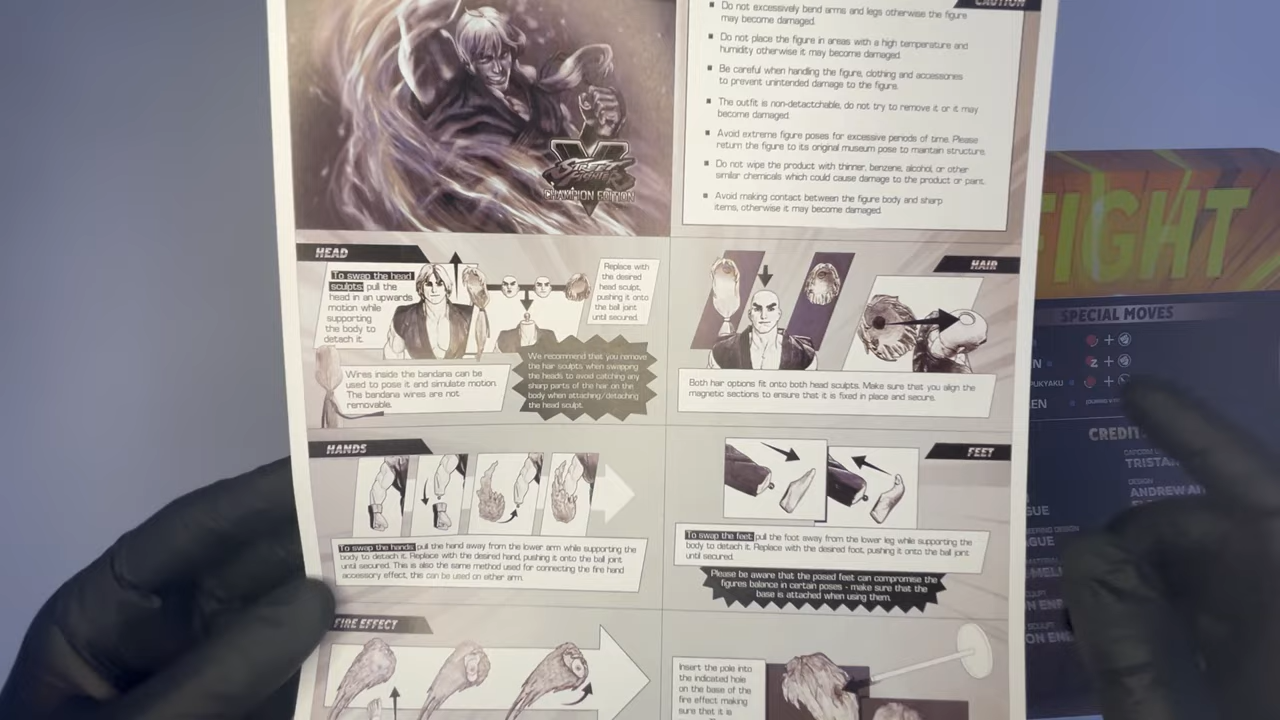 CAUTION
Do not excessively bend arms and legs otherwise the figure
may become damaged.
Do not place the figure in areas with a high temperature and
humidity otherwise it may become damaged.
Be careful when handling the figure, clothing and accessories
to prevent unintended damage to the figure.
The outfit is non-detactchable, do not try to remove it or it may
become damaged.
Avoid extreme figure poses for excessive periods of time. Please
return the figure to its original museum pose to maintain structure.
Do not wipe the product with thinner, benzene, alcohol, or other
similar chemicals which could cause damage to the product or paint.
Avoid making contact between the figure body and sharp
items, otherwise it may become damaged.
STREET
FIGHTER
V
CHAMPION EDITION
HEAD
To swap the head
sculpts: pull the
head in an upwards
motion while
supporting
the body to
detach it.
Replace with
the desired
head sculpt,
pushing it onto
the ball joint
until secured.
Wires inside the bandana can be
used to pose it and simulate motion.
The bandana wires are not
removable.
We recommend that you remove
the hair sculpts when swapping
the heads to avoid catching any
sharp parts of the hair on the
body when attaching/detaching
the head sculpt.
HAIR
Both hair options fit onto both head sculpts. Make sure that you align the
magnetic sections to ensure that it is fixed in place and secure.
HANDS
To swap the hands: pull the hand away from the lower arm while supporting the
body to detach it. Replace with the desired hand, pushing it onto the ball joint
until secured. This is also the same method used for connecting the fire hand
accessory effect, this can be used on either arm.
FEET
To swap the feet: pull the foot away from the lower leg while supporting the
body to detach it. Replace with the desired foot, pushing it onto the ball joint
until secured.
Please be aware that the posed feet can compromise the
figures balance in certain poses - make sure that the
base is attached when using them.
FIRE EFFECT
Insert the pole into
the indicated hole
on the base of the
fire effect making
sure that it is
FIGHT
SPECIAL MOVES
+
Z +
PUKYAKU +
CREDIT
TRISTA
DESIGN
ANDREW